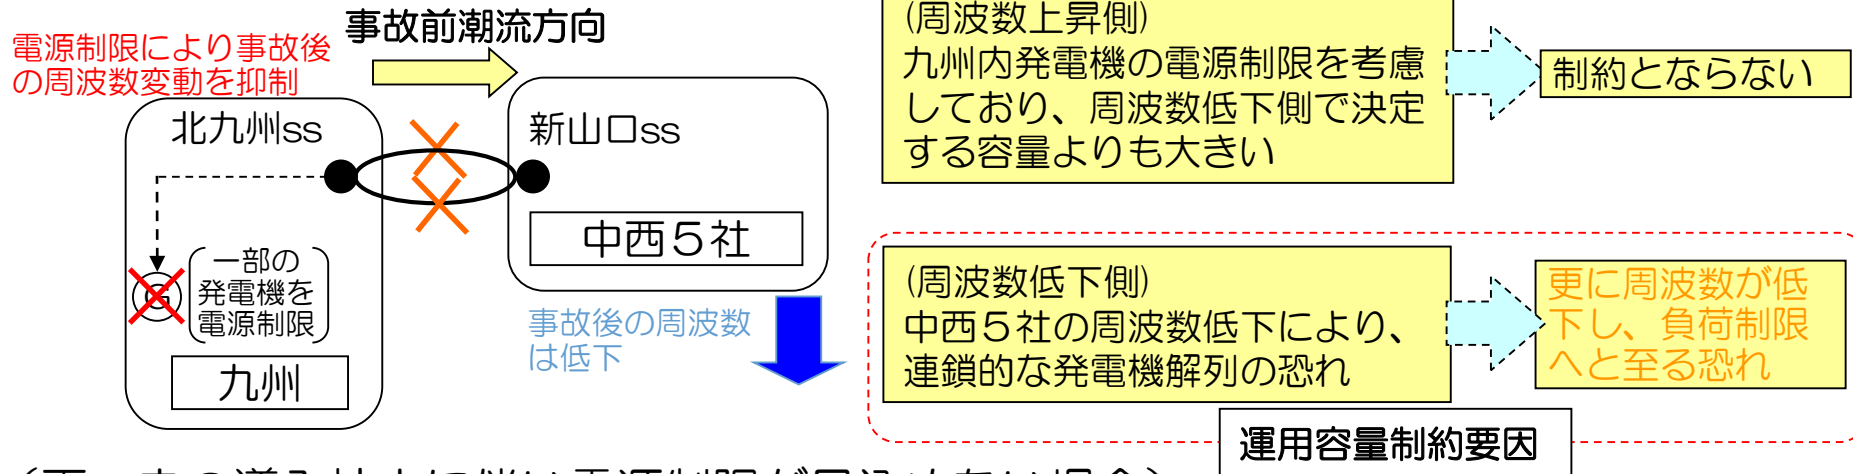 事故前潮流方向
電源制限により事故後
の周波数変動を抑制
北九州ss
新山口ss
中西5社
G
一部の
発電機を
電源制限
九州
事故後の周波数
は低下
(周波数上昇側)
九州内発電機の電源制限を考慮
しており、周波数低下側で決定
する容量よりも大きい
制約とならない
(周波数低下側)
中西5社の周波数低下により、
連鎖的な発電機解列の恐れ
更に周波数が低
下し、負荷制限
へと至る恐れ
運用容量制約要因